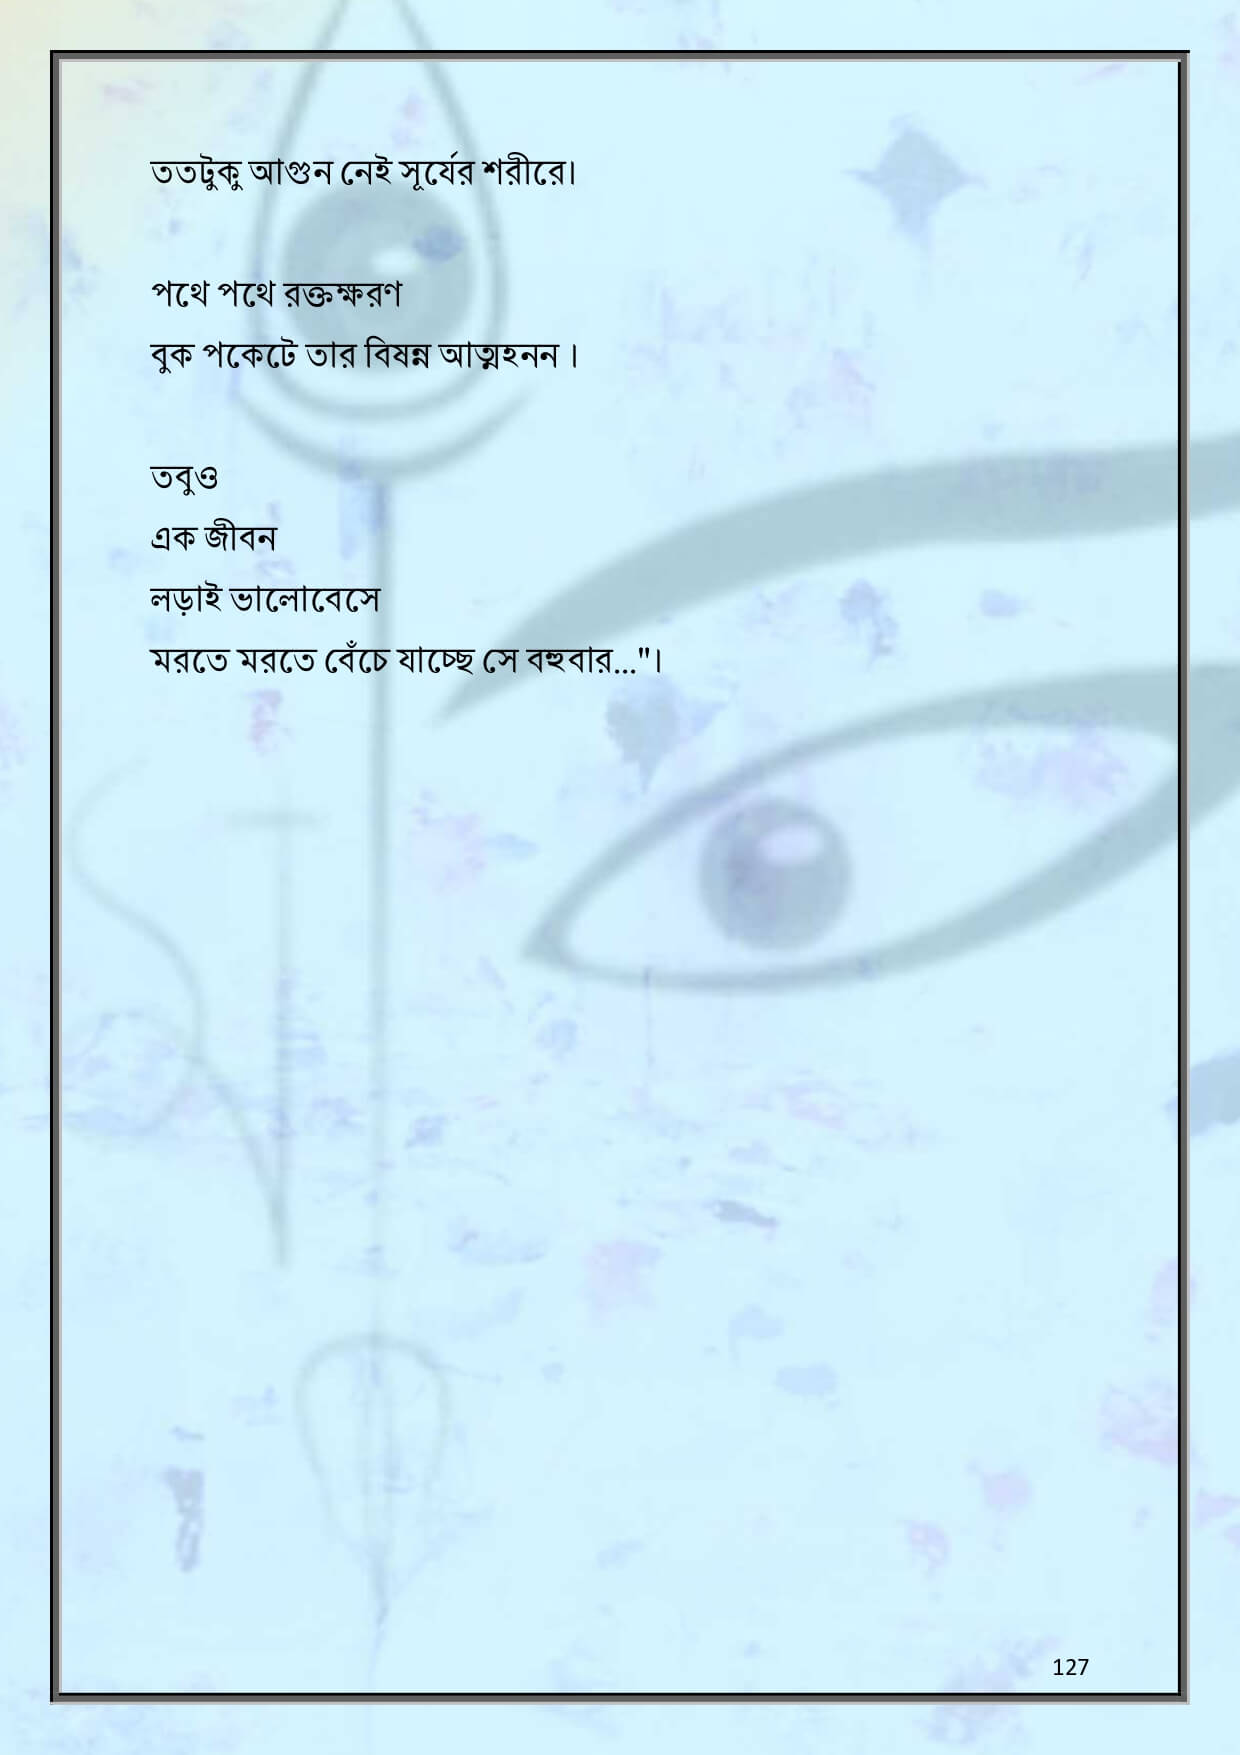 ততটুকু আগুন নেই সূর্যের শরীরে।
পথে পথে রক্তক্ষরণ
বুক পকেটে তার বিষন্ন আত্মহনন ।
তবুও
এক জীবন
লড়াই ভালোবেসে
মরতে মরতে বেঁচে যাচ্ছে সে বহুবার..."।
127